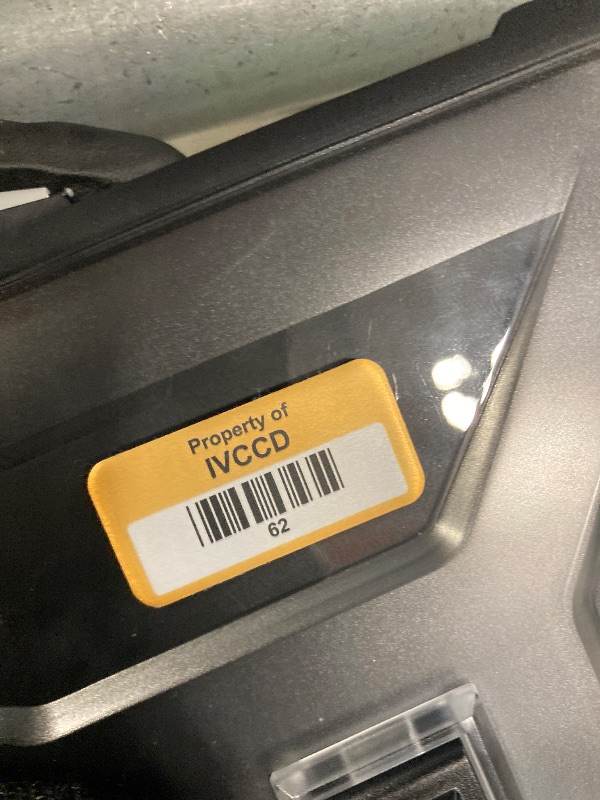 Property of
IVCCD
62